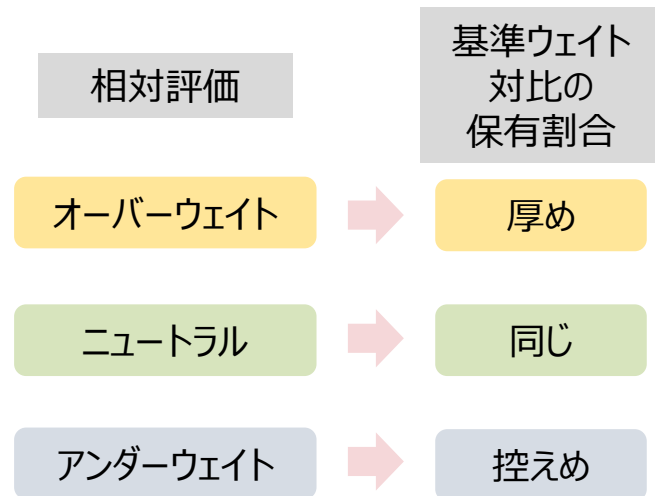 相対評価
基準ウェイト
対比の
保有割合
オーバーウェイト
厚め
ニュートラル
同じ
アンダーウェイト
控えめ